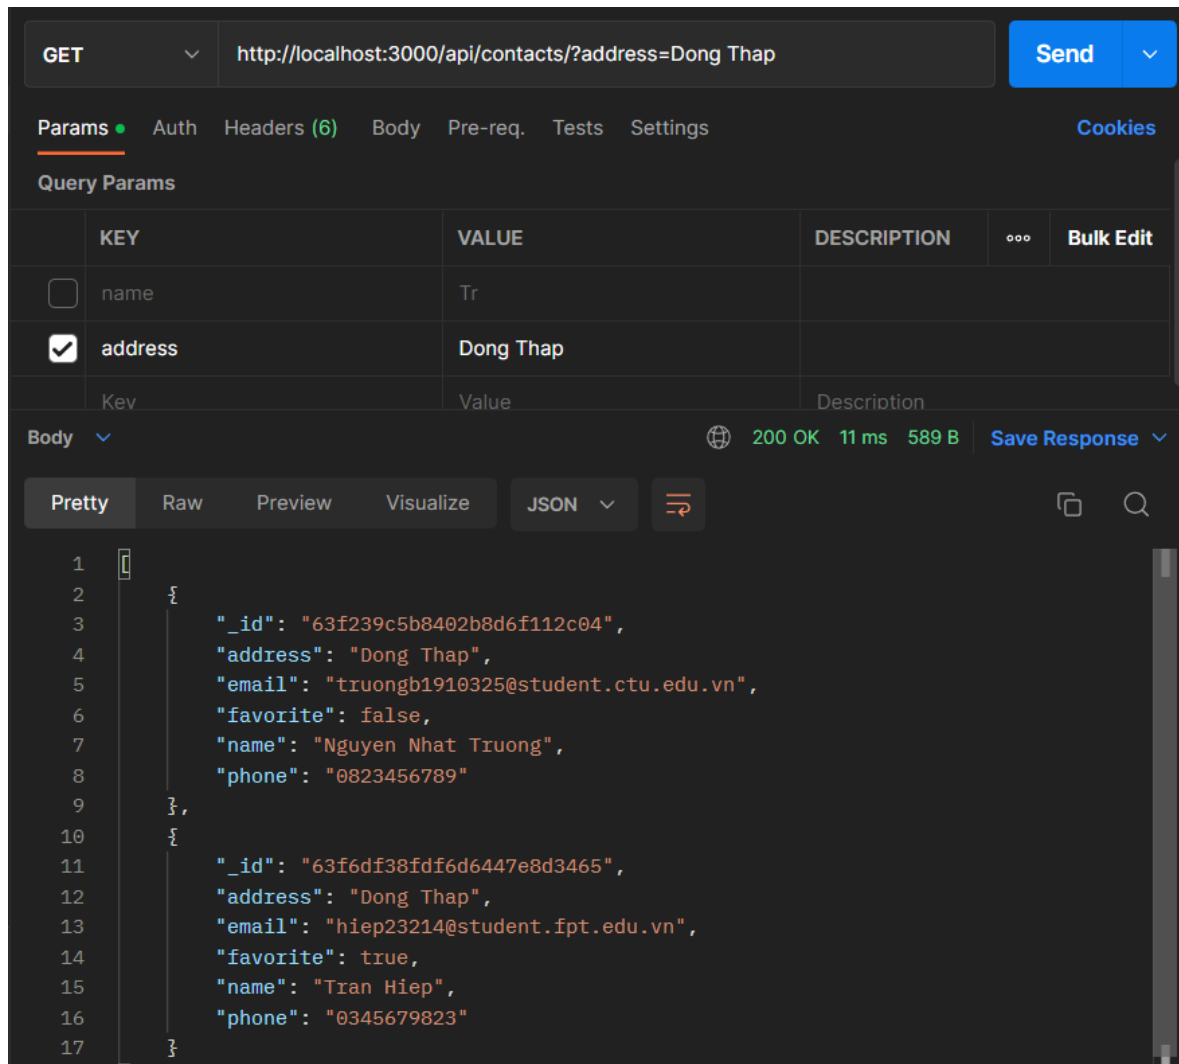 GET http://localhost:3000/api/contacts/?address=Dong Thap Send
Params Auth Headers (6) Body Pre-req. Tests Settings Cookies
Query Params
KEY VALUE DESCRIPTION ooo Bulk Edit
name Tr
address Dong Thap
Key Value Description
Body 200 OK 11 ms 589 B Save Response
Pretty Raw Preview Visualize JSON
1 [
2 {
3 "_id": "63f239c5b8402b8d6f112c04",
4 "address": "Dong Thap",
5 "email": "truongb1910325@student.ctu.edu.vn",
6 "favorite": false,
7 "name": "Nguyen Nhat Truong",
8 "phone": "0823456789"
9 },
10 {
11 "_id": "63f6df38fdf6d6447e8d3465",
12 "address": "Dong Thap",
13 "email": "hiep23214@student.fpt.edu.vn",
14 "favorite": true,
15 "name": "Tran Hiep",
16 "phone": "0345679823"
17 }